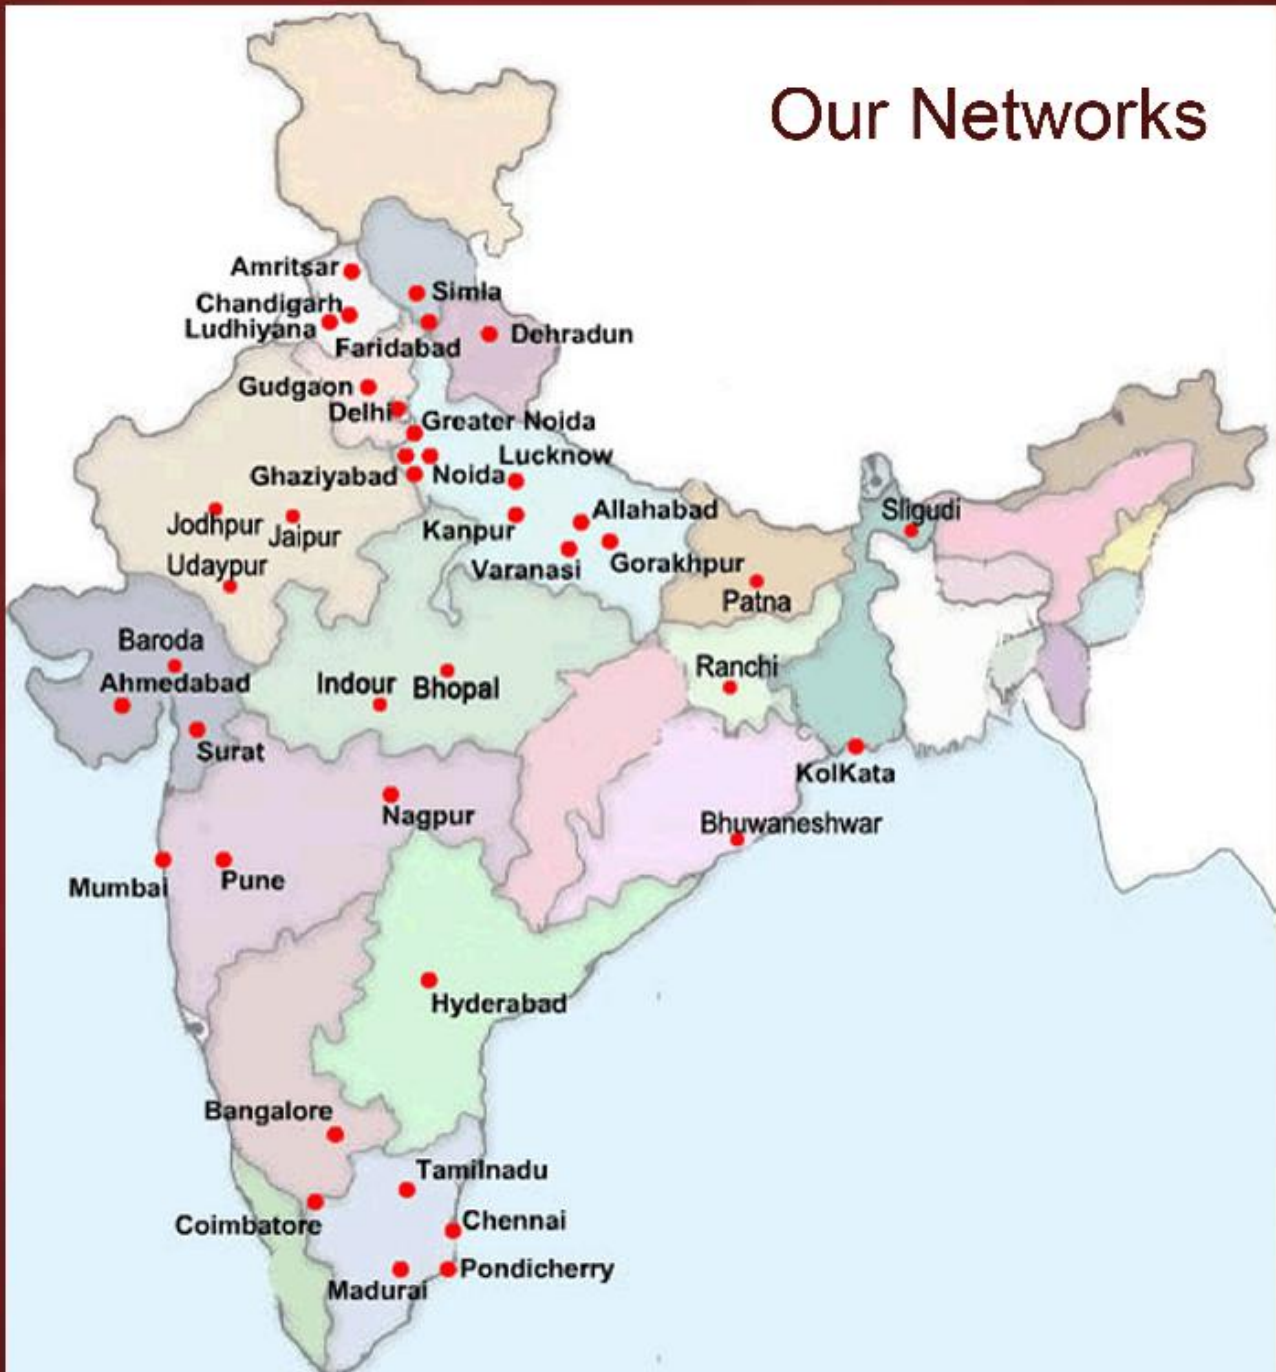 Our Networks
Amritsar
Simla
Chandigarh
Ludhiyana
Dehradun
Faridabad
Gudgaon
Delhi
Greater Noida
Lucknow
Ghaziyabad
Noida
Allahabad
Sligudi
Jodhpur
Jaipur
Kanpur
Udaypur
Varanasi
Gorakhpur
Patna
Baroda
Ranchi
Ahmedabad
Indour
Bhopal
Surat
KolKata
Nagpur
Bhuwaneshwar
Mumbai
Pune
Hyderabad
Bangalore
Tamilnadu
Coimbatore
Chennai
Pondicherry
Madurai